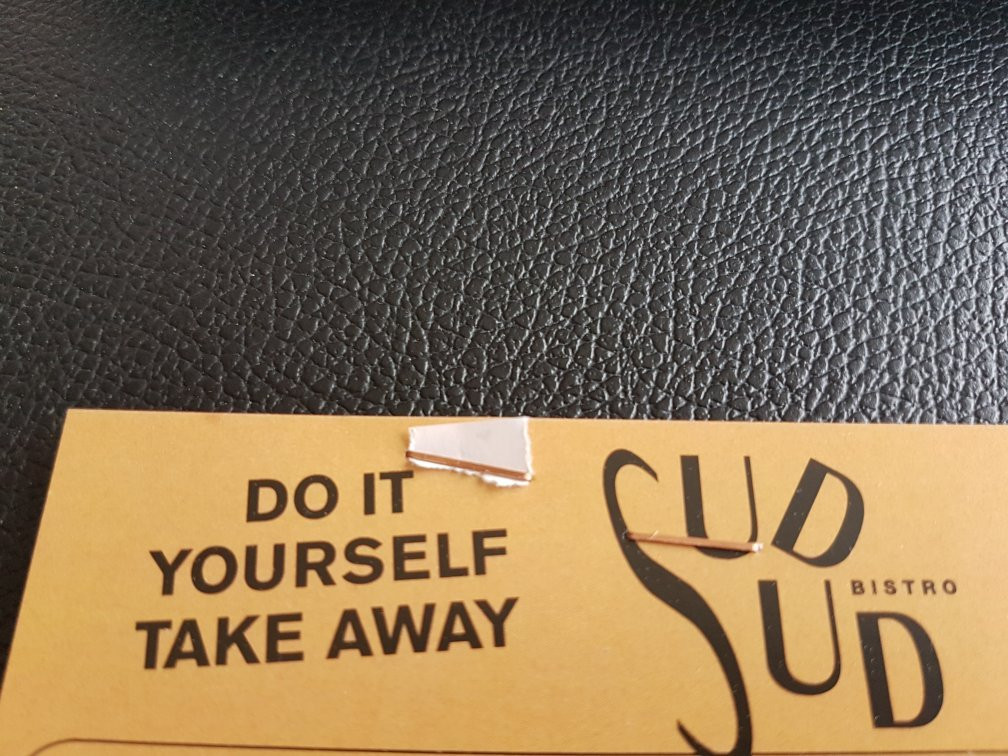 DO IT
YOURSELF
TAKE AWAY
SUD
SUD
BISTRO